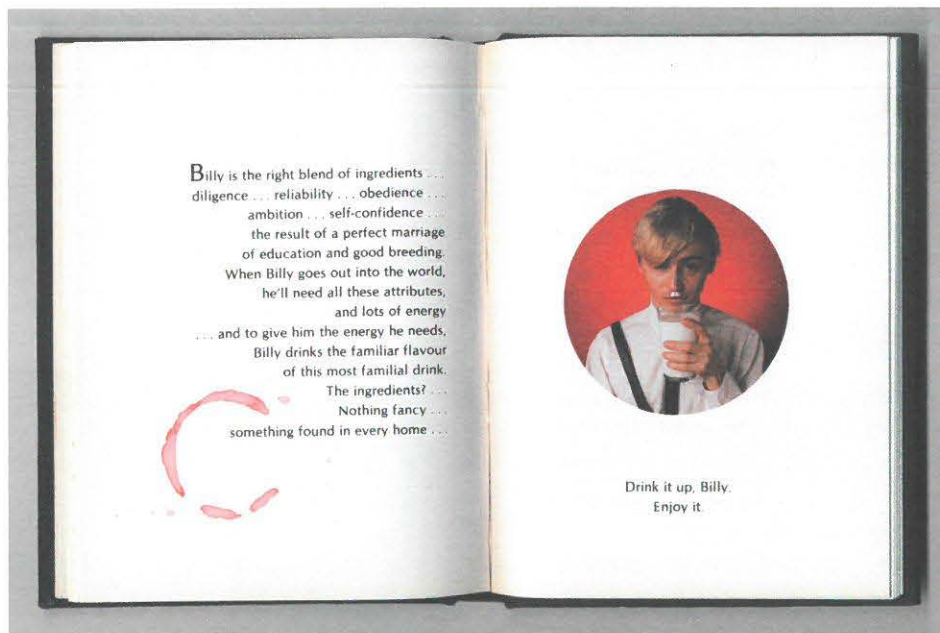 Billy is the right blend of ingredients . . .
diligence . . . reliability . . . obedience . . .
ambition . . . self-confidence . . .
the result of a perfect marriage
of education and good breeding.
When Billy goes out into the world,
he'll need all these attributes,
and lots of energy
. . . and to give him the energy he needs,
Billy drinks the familiar flavour
of this most familial drink.
The ingredients? . . .
Nothing fancy . . .
something found in every home . . .
Drink it up, Billy.
Enjoy it.